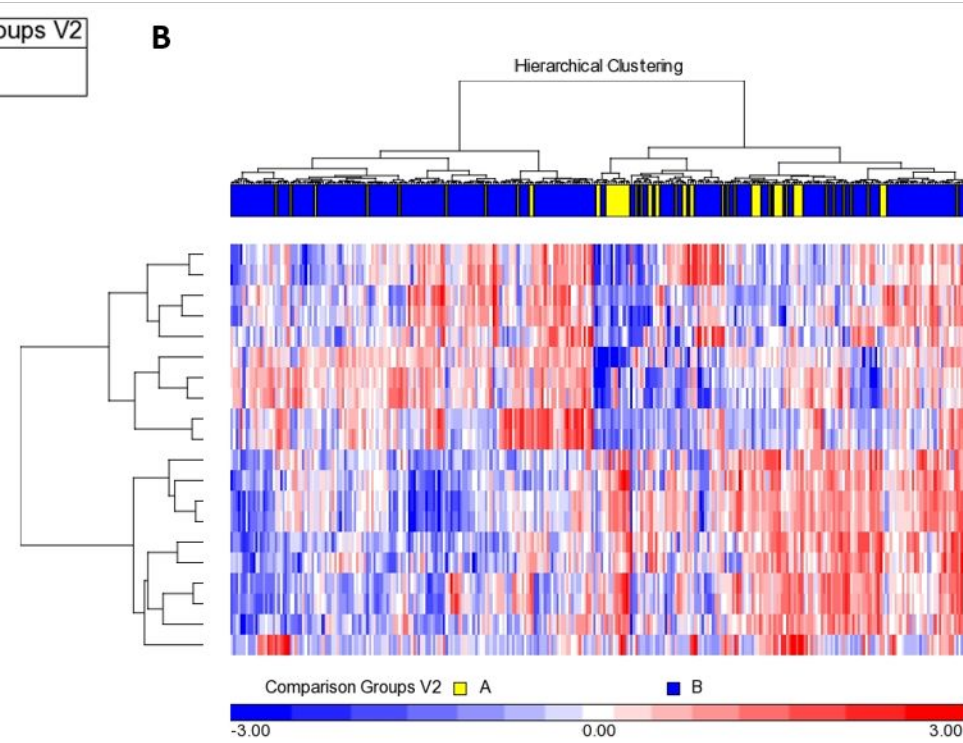 oups V2
B
Hierarchical Clustering
Comparison Groups V2 A B
-3.00 0.00 3.00